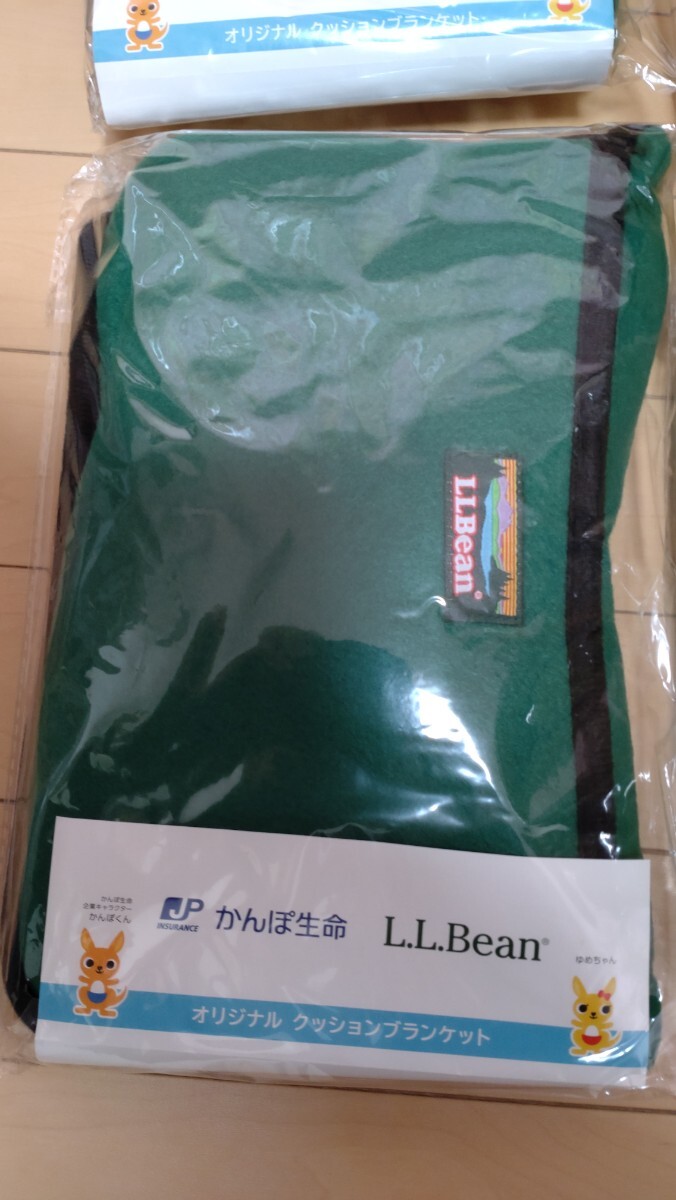 オリジナル クッションブランケット
L.L.Bean®
かんぽ生命
企業キャラクター
かんぽくん
JP
INSURANCE
かんぽ生命
L.L.Bean®
ゆめちゃん
オリジナル クッションブランケット